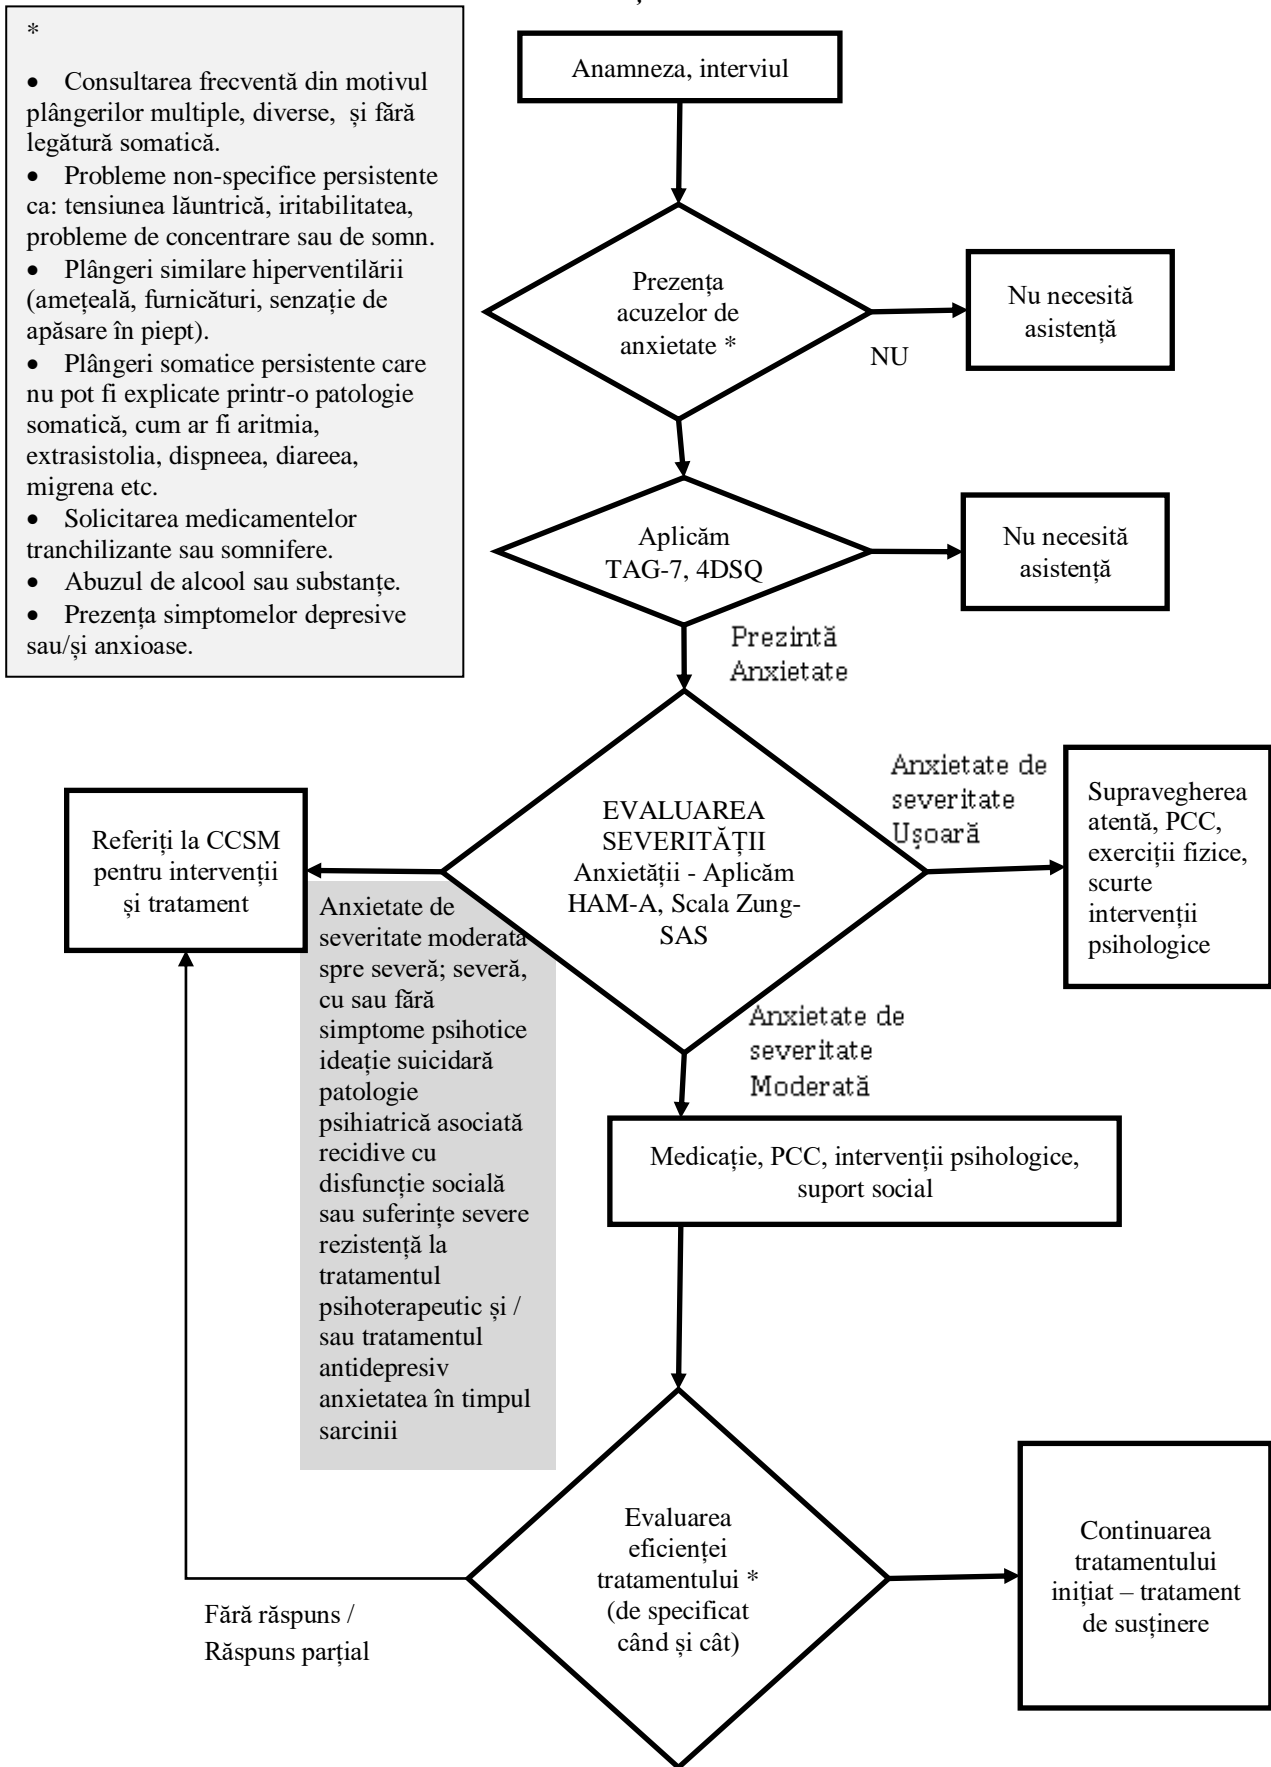 *
• Consultarea frecventă din motivul
plângerilor multiple, diverse, și fără
legătură somatică.
• Probleme non-specifice persistente
ca: tensiunea lăuntrică, iritabilitatea,
probleme de concentrare sau de somn.
• Plângeri similare hiperventilării
(amețeală, furnicături, senzație de
apăsare în piept).
• Plângeri somatice persistente care
nu pot fi explicate printr-o patologie
somatică, cum ar fi aritmia,
extrasistolia, dispneea, diareea,
migrena etc.
• Solicitarea medicamentelor
tranchilizante sau somnifere.
• Abuzul de alcool sau substanțe.
• Prezența simptomelor depresive
sau/și anxioase.
Anamneza, interviul
Prezența
acuzelor de
anxietate *
NU
Nu necesită
asistență
Aplicăm
TAG-7, 4DSQ
Nu necesită
asistență
Prezintă
Anxietate
EVALUAREA
SEVERITĂȚII
Anxietății - Aplicăm
HAM-A, Scala Zung-
SAS
Anxietate de
severitate
Ușoară
Supravegherea
atentă, PCC,
exerciții fizice,
scurte
intervenții
psihologice
Referiți la CCSM
pentru intervenții
și tratament
Anxietate de
severitate moderată
spre severă; severă,
cu sau fără
simptome psihotice
ideație suicidară
patologie
psihiatrică asociată
recidive cu
disfuncție socială
sau suferințe severe
rezistență la
tratamentul
psihoterapeutic și /
sau tratamentul
antidepresiv
anxietatea în timpul
sarcinii
Anxietate de
severitate
Moderată
Medicație, PCC, intervenții psihologice,
suport social
Evaluarea
eficienței
tratamentului *
(de specificat
când și cât)
Continuarea
tratamentului
inițiat – tratament
de susținere
Fără răspuns /
Răspuns parțial